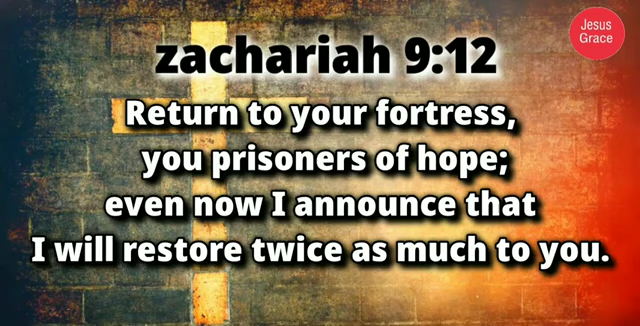 Jesus
Grace
zachariah 9:12
Return to your fortress,
you prisoners of hope;
even now I announce that
I will restore twice as much to you.